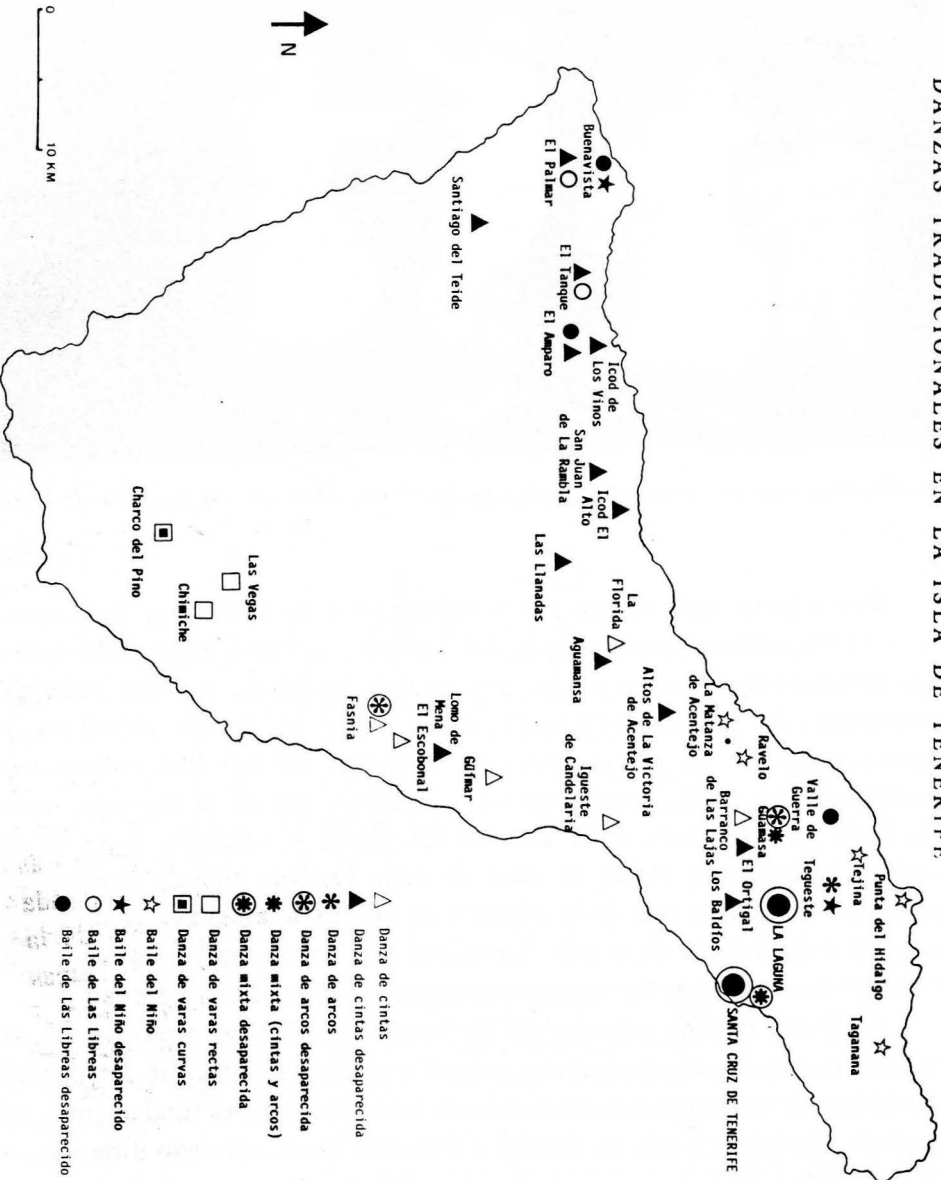 DANZAS TRADICIONALES EN LA ISLA DE TENERIFE
Punta del Hidalgo
Taganana
Tejina
Valle de
Guerra
Tegueste
Ravelo
La Matanza
de Acentejo
Guamasa
LA LAGUNA
SANTA CRUZ DE TENERIFE
Barranco
de Las Lajas
El Ortigal
Los Baldíos
Altos de La Victoria
de Acentejo
La
Florida
Aguamansa
Igueste
de Candelaria
Icod El
Alto
San Juan
de La Rambla
Las Llanadas
Icod de
Los Vinos
El Amparo
El Tanque
Buenavista
El Palmar
Santiago del Teide
Güímar
Lomo de
Mena
El Escobonal
Fasnia
Las Vegas
Chimiche
Charco del Pino
Danza de cintas
Danza de cintas desaparecida
Danza de arcos
Danza de arcos desaparecida
Danza mixta (cintas y arcos)
Danza mixta desaparecida
Danza de varas rectas
Danza de varas curvas
Baile del Niño
Baile del Niño desaparecido
Baile de Las Libreas
Baile de Las Libreas desaparecido
N
0
10 KM